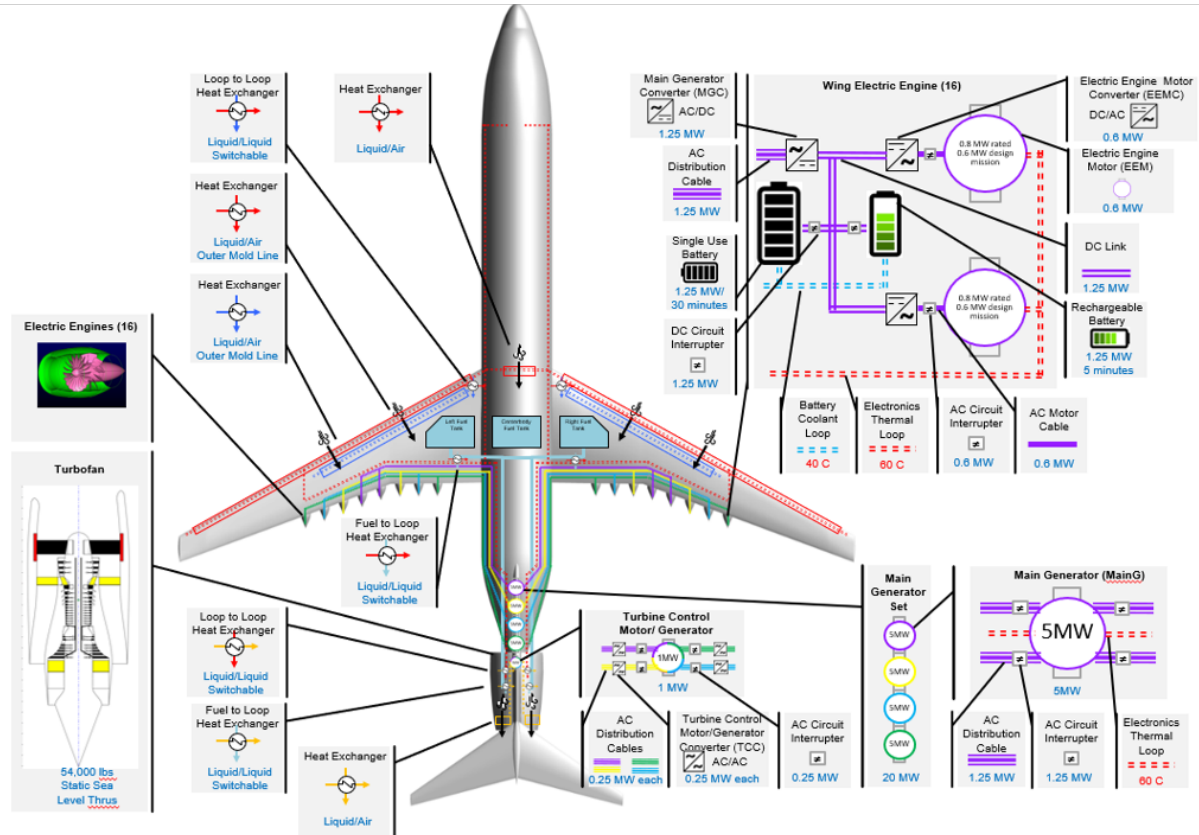 Loop to Loop
Heat Exchanger
Liquid/Liquid
Switchable
Heat Exchanger
Liquid/Air
Heat Exchanger
Liquid/Air
Outer Mold Line
Heat Exchanger
Liquid/Air
Outer Mold Line
Electric Engines (16)
Turbofan
54,000 lbs
Static Sea
Level Thrus
Left Fuel
Tank
Centerbody
Fuel Tank
Right Fuel
Tank
Fuel to Loop
Heat Exchanger
Liquid/Liquid
Switchable
Loop to Loop
Heat Exchanger
Liquid/Liquid
Switchable
Fuel to Loop
Heat Exchanger
Liquid/Liquid
Switchable
Heat Exchanger
Liquid/Air
Main Generator
Converter (MGC)
AC/DC
1.25 MW
AC
Distribution
Cable
1.25 MW
Single Use
Battery
1.25 MW/
30 minutes
DC Circuit
Interrupter
1.25 MW
Wing Electric Engine (16)
0.8 MW rated
0.6 MW design
mission
0.8 MW rated
0.6 MW design
mission
Electric Engine Motor
Converter (EEMC)
DC/AC
0.6 MW
Electric Engine
Motor (EEM)
0.6 MW
DC Link
1.25 MW
Rechargeable
Battery
1.25 MW
5 minutes
Battery
Coolant
Loop
40 C
Electronics
Thermal
Loop
60 C
AC Circuit
Interrupter
0.6 MW
AC Motor
Cable
0.6 MW
Turbine Control
Motor/ Generator
1MW
1 MW
AC
Distribution
Cables
0.25 MW each
Turbine Control
Motor/Generator
Converter (TCC)
AC/AC
0.25 MW each
AC Circuit
Interrupter
0.25 MW
Main
Generator
Set
5MW
5MW
5MW
5MW
20 MW
Main Generator (MainG)
5MW
5MW
AC
Distribution
Cable
1.25 MW
AC Circuit
Interrupter
1.25 MW
Electronics
Thermal
Loop
60 C